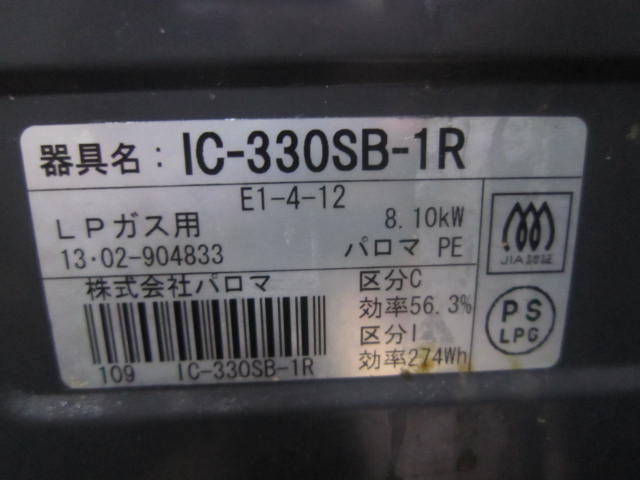 器具名: IC-330SB-1R
E1-4-12
LPガス用 8.10kW
13・02-904833 パロマ PE
株式会社パロマ
区分C
効率56.3%
区分I
効率274Wh
109 IC-330SB-1R
JIA認証
PS
LPG